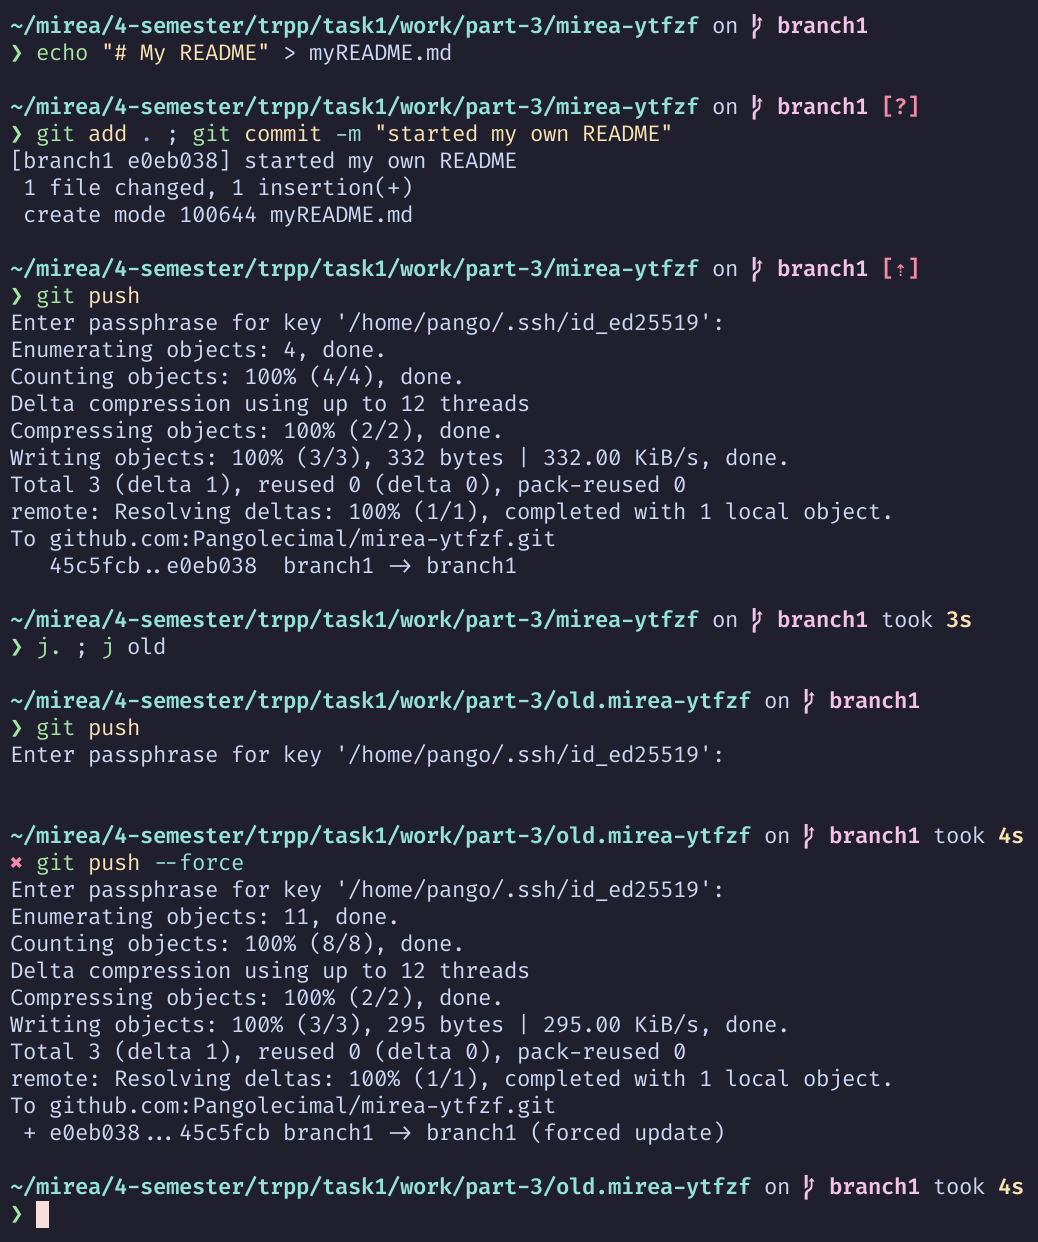 ~/mirea/4-semester/trpp/task1/work/part-3/mirea-ytfzf on branch1
❯ echo "# My README" > myREADME.md
~/mirea/4-semester/trpp/task1/work/part-3/mirea-ytfzf on branch1 [?]
❯ git add . ; git commit -m "started my own README"
[branch1 e0eb038] started my own README
 1 file changed, 1 insertion(+)
 create mode 100644 myREADME.md
~/mirea/4-semester/trpp/task1/work/part-3/mirea-ytfzf on branch1 [⇡]
❯ git push
Enter passphrase for key '/home/pango/.ssh/id_ed25519':
Enumerating objects: 4, done.
Counting objects: 100% (4/4), done.
Delta compression using up to 12 threads
Compressing objects: 100% (2/2), done.
Writing objects: 100% (3/3), 332 bytes | 332.00 KiB/s, done.
Total 3 (delta 1), reused 0 (delta 0), pack-reused 0
remote: Resolving deltas: 100% (1/1), completed with 1 local object.
To github.com:Pangolecimal/mirea-ytfzf.git
   45c5fcb..e0eb038  branch1 -> branch1
~/mirea/4-semester/trpp/task1/work/part-3/mirea-ytfzf on branch1 took 3s
❯ j. ; j old
~/mirea/4-semester/trpp/task1/work/part-3/old.mirea-ytfzf on branch1
❯ git push
Enter passphrase for key '/home/pango/.ssh/id_ed25519':
~/mirea/4-semester/trpp/task1/work/part-3/old.mirea-ytfzf on branch1 took 4s
✖ git push --force
Enter passphrase for key '/home/pango/.ssh/id_ed25519':
Enumerating objects: 11, done.
Counting objects: 100% (8/8), done.
Delta compression using up to 12 threads
Compressing objects: 100% (2/2), done.
Writing objects: 100% (3/3), 295 bytes | 295.00 KiB/s, done.
Total 3 (delta 1), reused 0 (delta 0), pack-reused 0
remote: Resolving deltas: 100% (1/1), completed with 1 local object.
To github.com:Pangolecimal/mirea-ytfzf.git
 + e0eb038...45c5fcb branch1 -> branch1 (forced update)
~/mirea/4-semester/trpp/task1/work/part-3/old.mirea-ytfzf on branch1 took 4s
❯